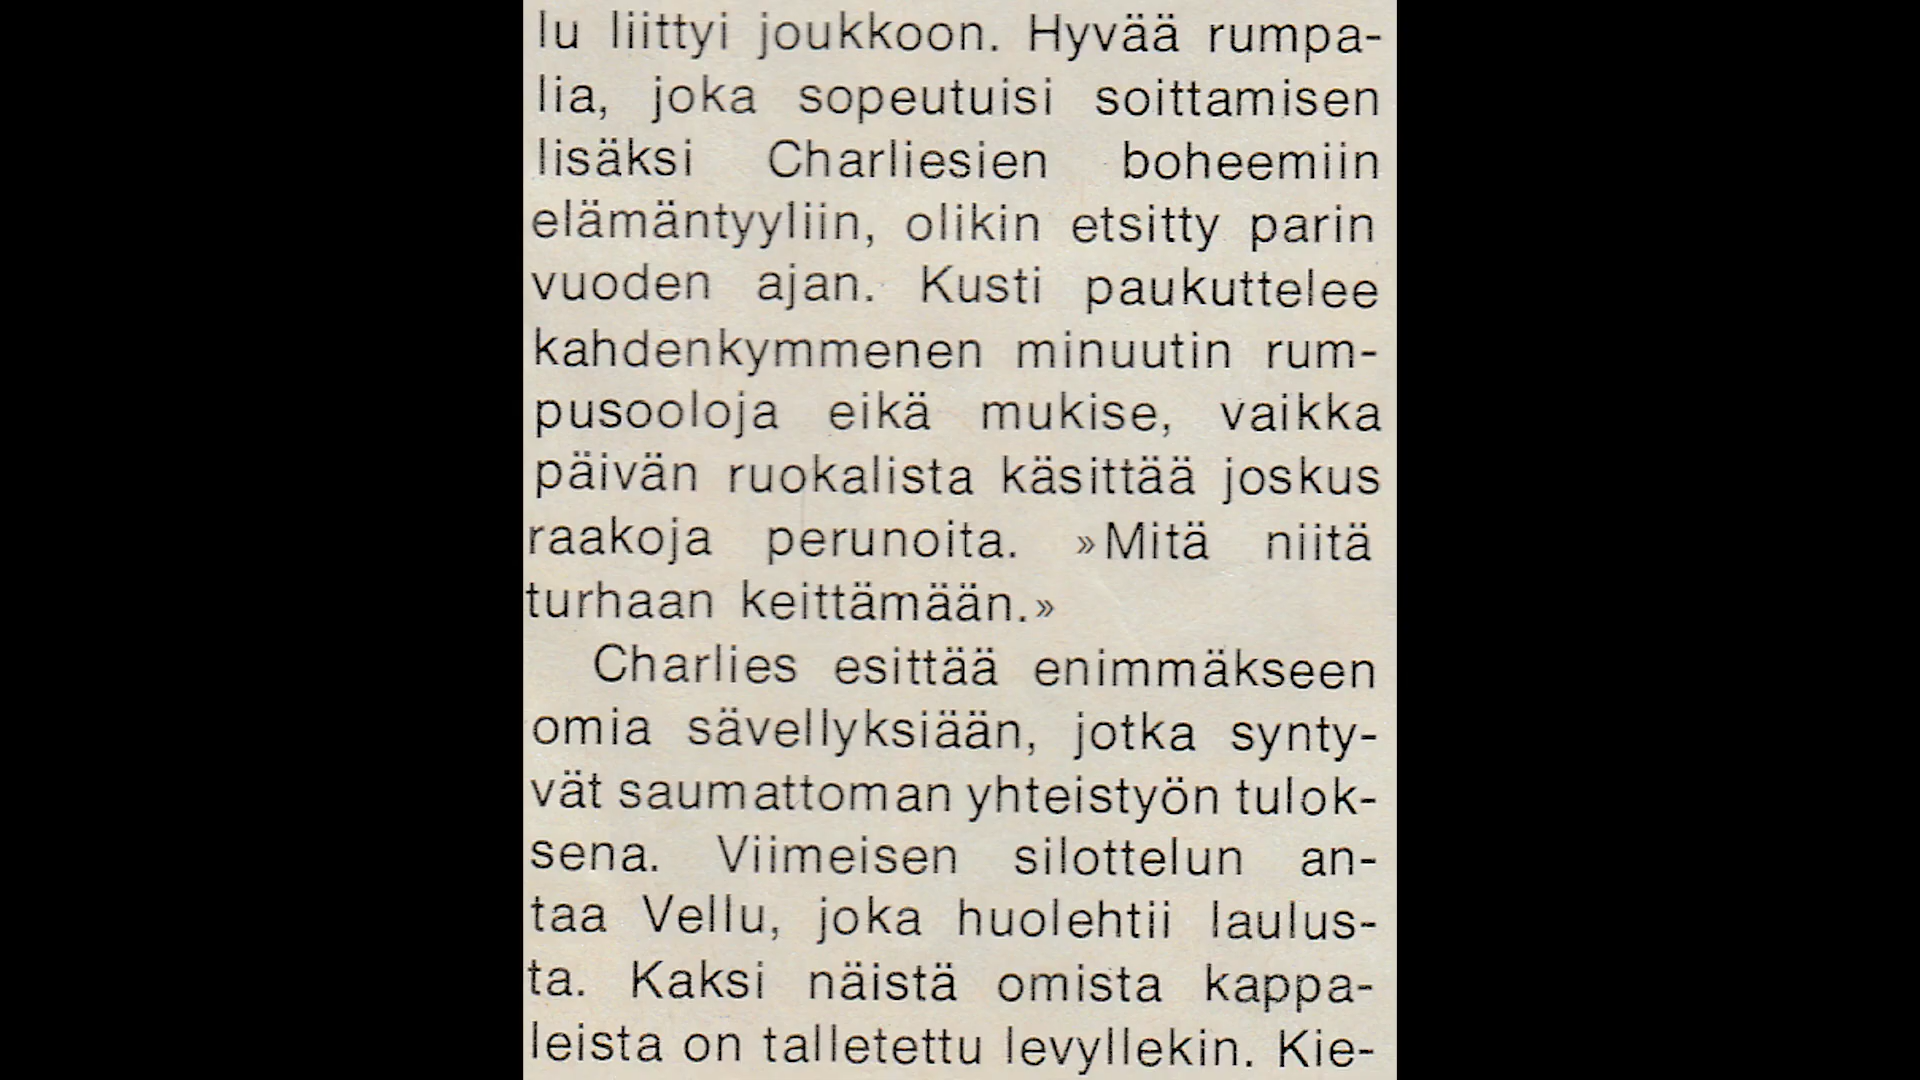 lu liittyi joukkoon. Hyvää rumpa-
lia, joka sopeutuisi soittamisen
lisäksi Charliesien boheemiin
elämäntyyliin, olikin etsitty parin
vuoden ajan. Kusti paukuttelee
kahdenkymmenen minuutin rum-
pusooloja eikä mukise, vaikka
päivän ruokalista käsittää joskus
raakoja perunoita. »Mitä niitä
turhaan keittämään.»
Charlies esittää enimmäkseen
omia sävellyksiään, jotka synty-
vät saumattoman yhteistyön tulok-
sena. Viimeisen silottelun an-
taa Vellu, joka huolehtii laulus-
ta. Kaksi näistä omista kappa-
leista on talletettu levyllekin. Kie-